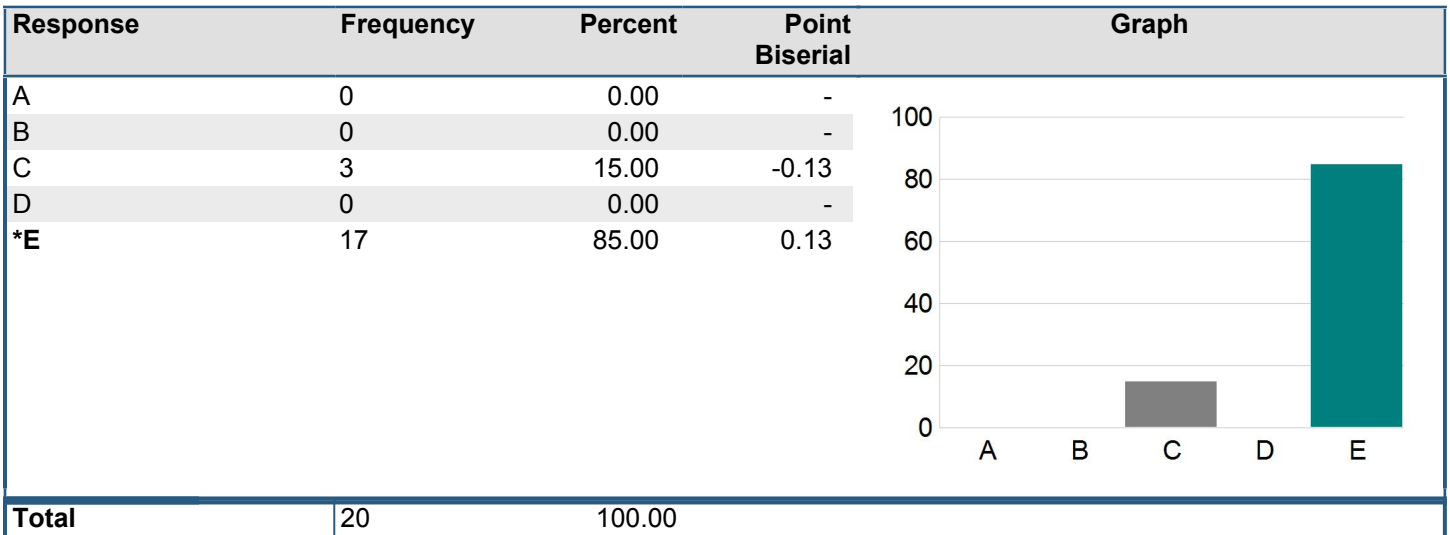 Response Frequency Percent Point Biserial Graph
A 0 0.00 -
B 0 0.00 -
C 3 15.00 -0.13
D 0 0.00 -
*E 17 85.00 0.13
100
80
60
40
20
0
A B C D E
Total 20 100.00